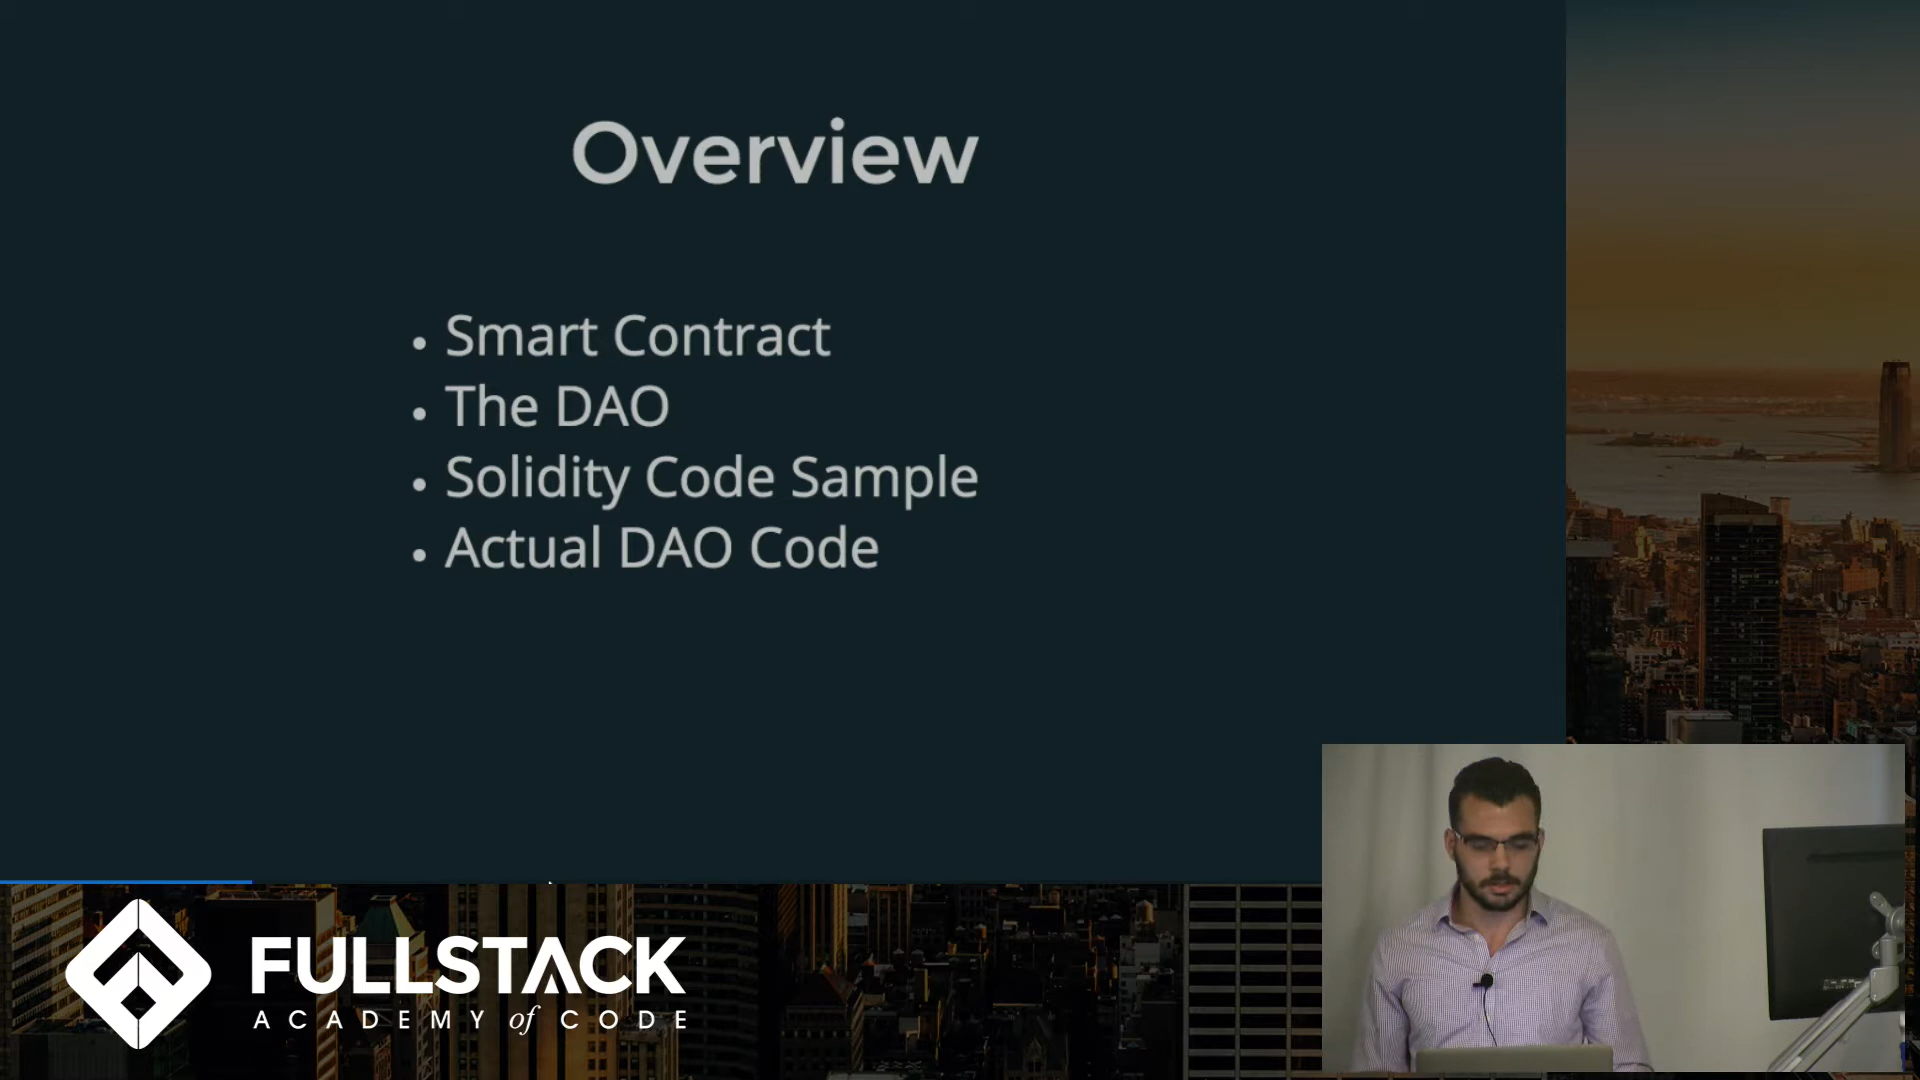 Overview
• Smart Contract
• The DAO
• Solidity Code Sample
• Actual DAO Code
FULLSTACK
ACADEMY of CODE